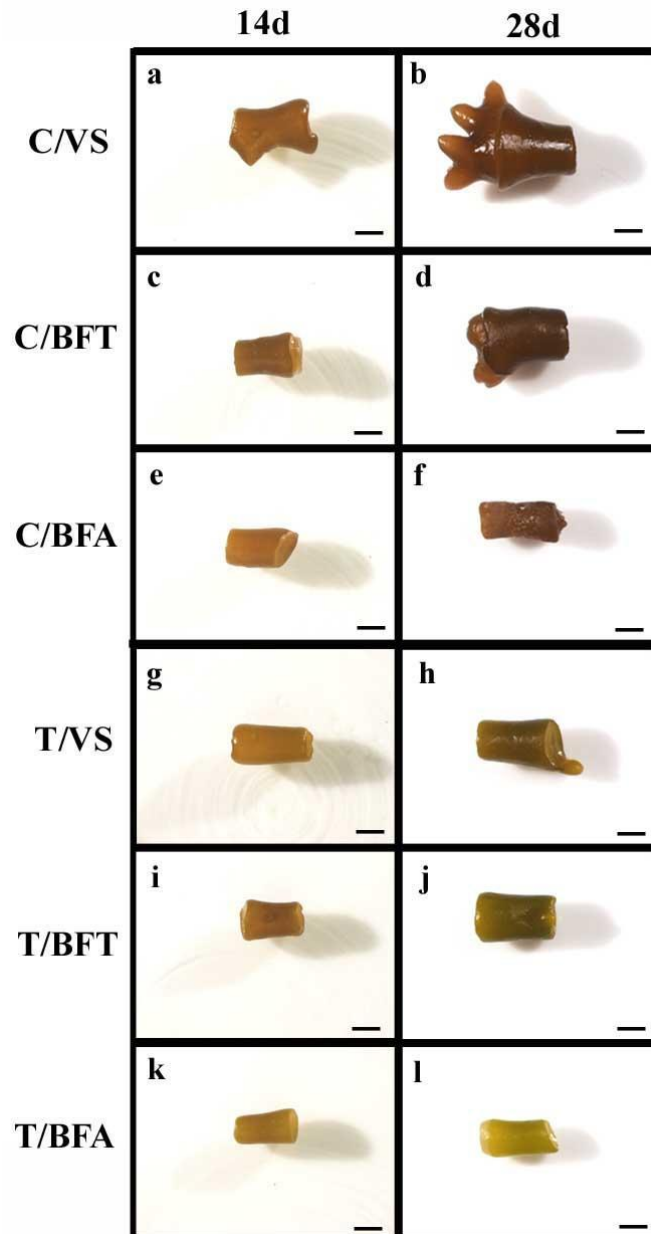 14d 28d
a b
C/VS
c d
C/BFT
e f
C/BFA
g h
T/VS
i j
T/BFT
k l
T/BFA